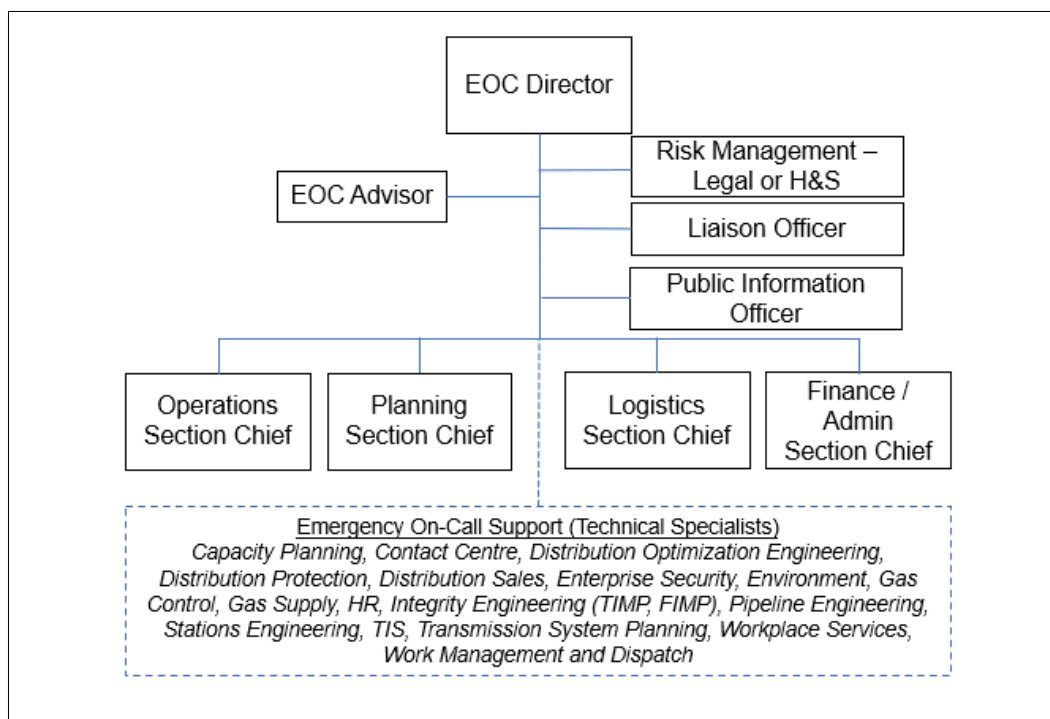 EOC Director
Risk Management –
Legal or H&S
EOC Advisor
Liaison Officer
Public Information
Officer
Operations
Section Chief
Planning
Section Chief
Logistics
Section Chief
Finance /
Admin
Section Chief
Emergency On-Call Support (Technical Specialists)
Capacity Planning, Contact Centre, Distribution Optimization Engineering,
Distribution Protection, Distribution Sales, Enterprise Security, Environment, Gas
Control, Gas Supply, HR, Integrity Engineering (TIMP, FIMP), Pipeline Engineering,
Stations Engineering, TIS, Transmission System Planning, Workplace Services,
Work Management and Dispatch